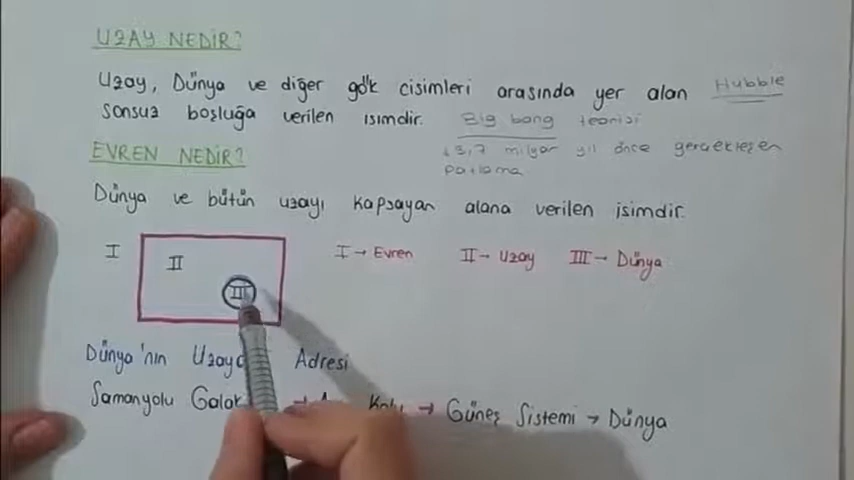 UZAY NEDİR?
Uzay, Dünya ve diğer gök cisimleri arasında yer alan Hubble
sonsuz boşluğa verilen isimdir. Big bang teorisi
EVREN NEDİR? 13,7 milyar yıl önce gerçekleşen
patlama
Dünya ve bütün uzayı kapsayan alana verilen isimdir.
I II III I → Evren II → Uzay III → Dünya
Dünya'nın Adresi
Samanyolu → Kolu → Güneş Sistemi → Dünya